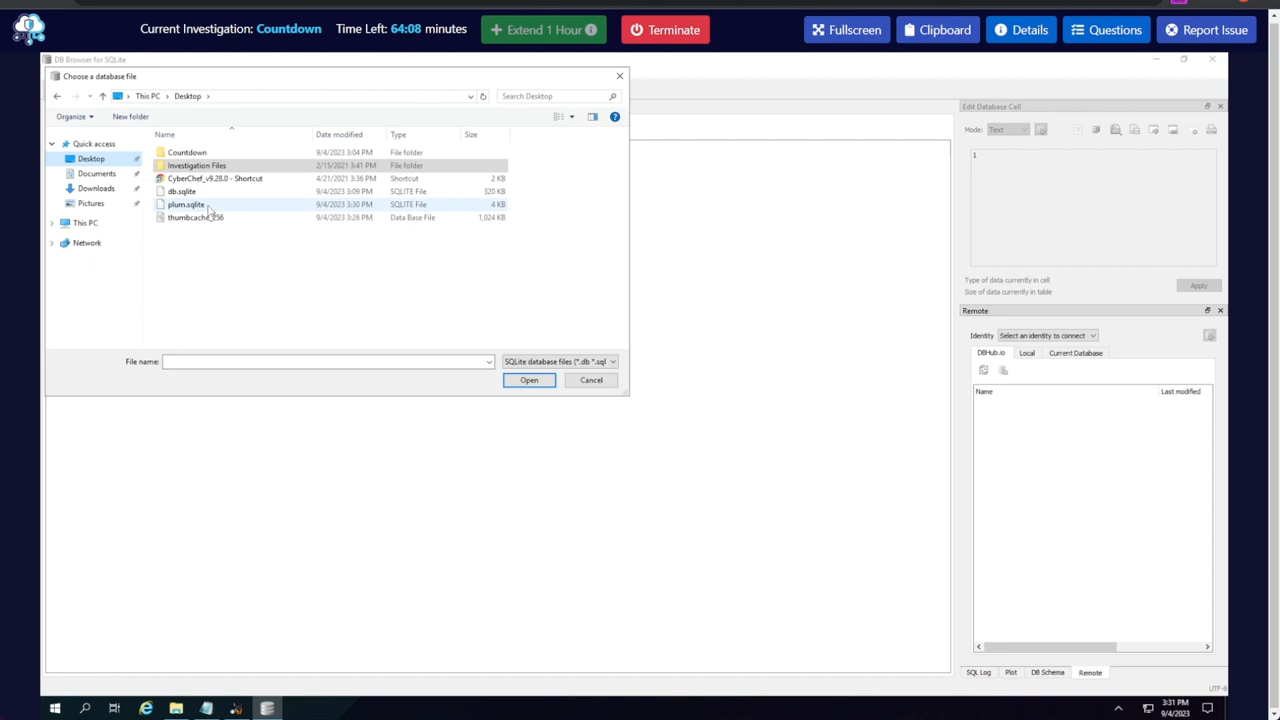 Current Investigation: Countdown Time Left: 64:08 minutes + Extend 1 Hour Terminate Fullscreen Clipboard Details Questions Report Issue
DB Browser for SQLite
Choose a database file
This PC Desktop Search Desktop
Organize New folder
Edit Database Cell
Mode: Text
1
Name Date modified Type Size
Quick access
Desktop
Documents
Downloads
Pictures
This PC
Network
Countdown 9/4/2023 3:04 PM File folder
Investigation Files 2/15/2021 3:41 PM File folder
CyberChef_v9.28.0 - Shortcut 4/21/2021 3:36 PM Shortcut 2 KB
db.sqlite 9/4/2023 3:09 PM SQLITE File 320 KB
plum.sqlite 9/4/2023 3:30 PM SQLITE File 4 KB
9/4/2023 3:26 PM Data Base File 1,024 KB
File name: SQLite database files (*.db *.sql
Open Cancel
Type of data currently in cell
Size of data currently in table
Apply
Remote
Identity Select an identity to connect
DBHub.io Local Current Database
Name Last modified
SQL Log Plot DB Schema Remote
UTF-8
3:31 PM
9/4/2023